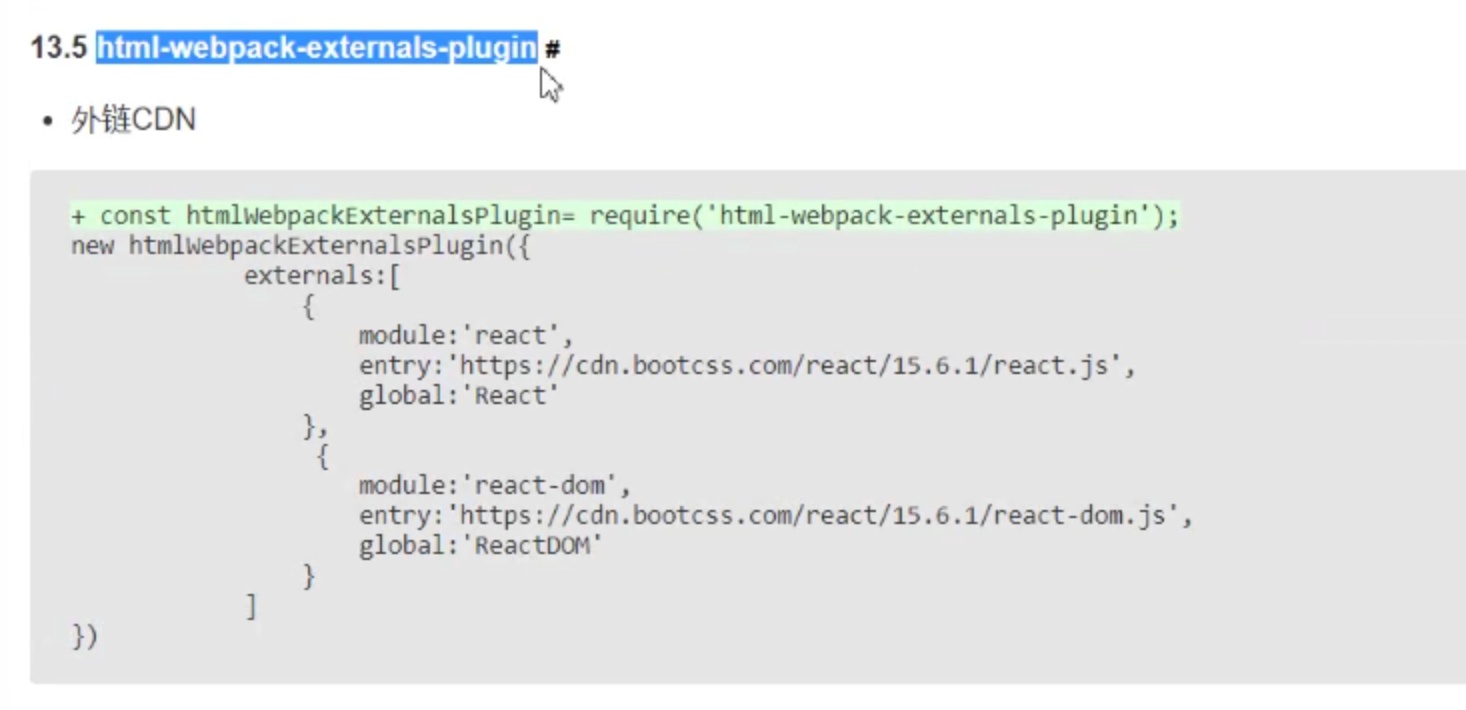 13.5 html-webpack-externals-plugin #
• 外链CDN
+ const htmlWebpackExternalsPlugin= require('html-webpack-externals-plugin');
new htmlWebpackExternalsPlugin({
            externals:[
                {
                    module:'react',
                    entry:'https://cdn.bootcss.com/react/15.6.1/react.js',
                    global:'React'
                },
                 {
                    module:'react-dom',
                    entry:'https://cdn.bootcss.com/react/15.6.1/react-dom.js',
                    global:'ReactDOM'
                }
            ]
})